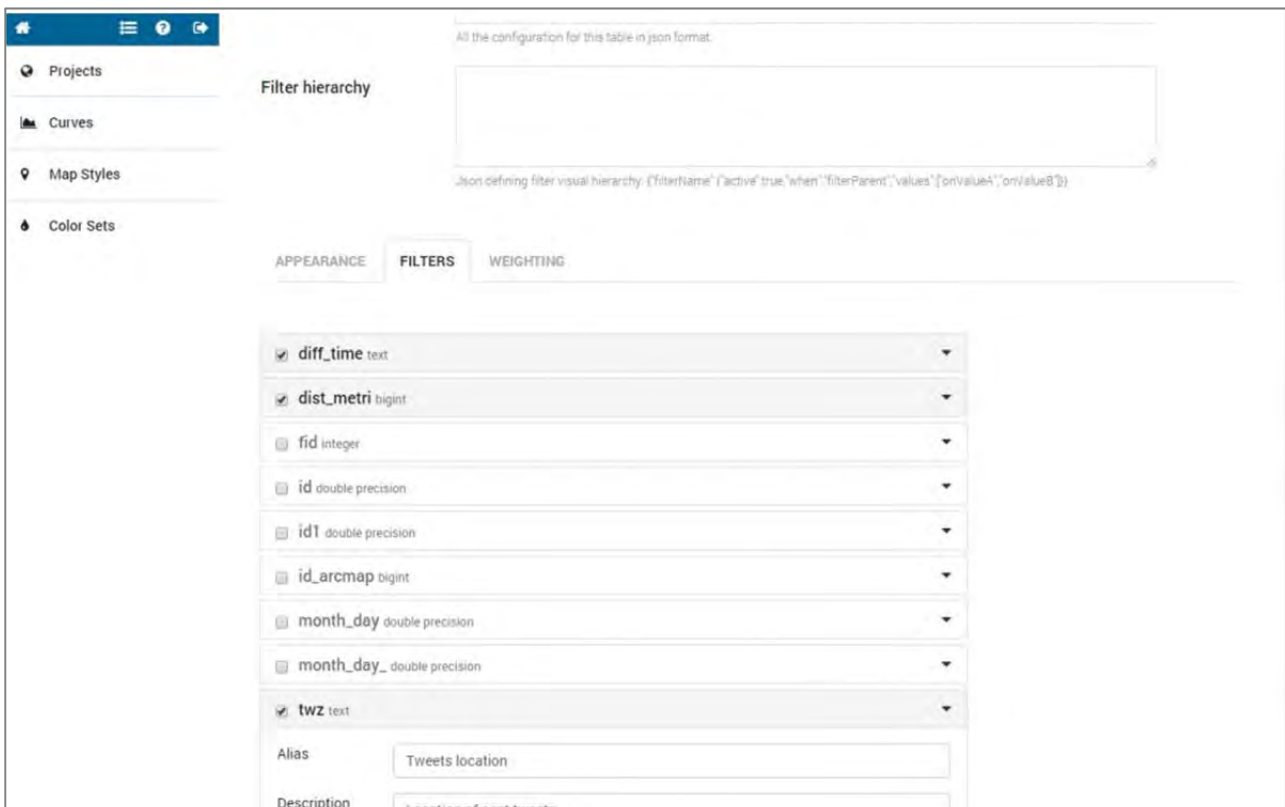 All the configuration for this table in json format.
Projects
Filter hierarchy
Curves
Map Styles
Json defining filter visual hierarchy. {"filterName":{"active":true,"when":"filterParent","values":["onValueA","onValueB"]}}
Color Sets
APPEARANCE FILTERS WEIGHTING
diff_time text
dist_metri bigint
fid integer
id double precision
id1 double precision
id_arcmap bigint
month_day double precision
month_day_ double precision
twz text
Alias Tweets location
Description